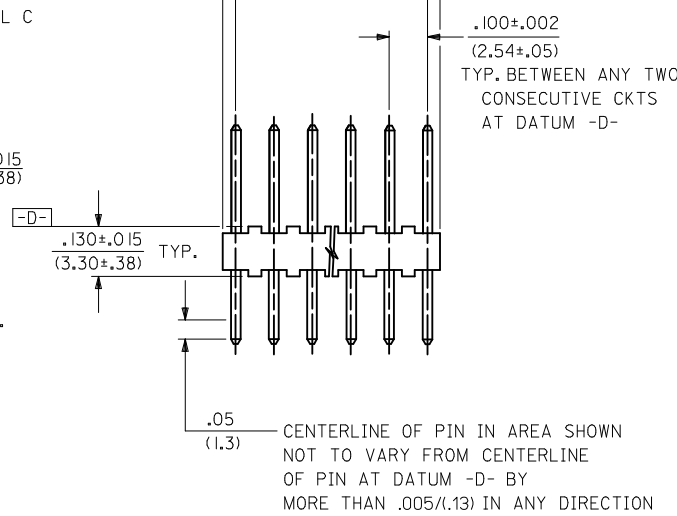 L C
.100±.002
(2.54±.05)
TYP. BETWEEN ANY TWO
CONSECUTIVE CKTS
AT DATUM -D-
015
38)
-D-
.130±.015
(3.30±.38)
TYP.
.05
(1.3)
CENTERLINE OF PIN IN AREA SHOWN
NOT TO VARY FROM CENTERLINE
OF PIN AT DATUM -D- BY
MORE THAN .005/(.13) IN ANY DIRECTION